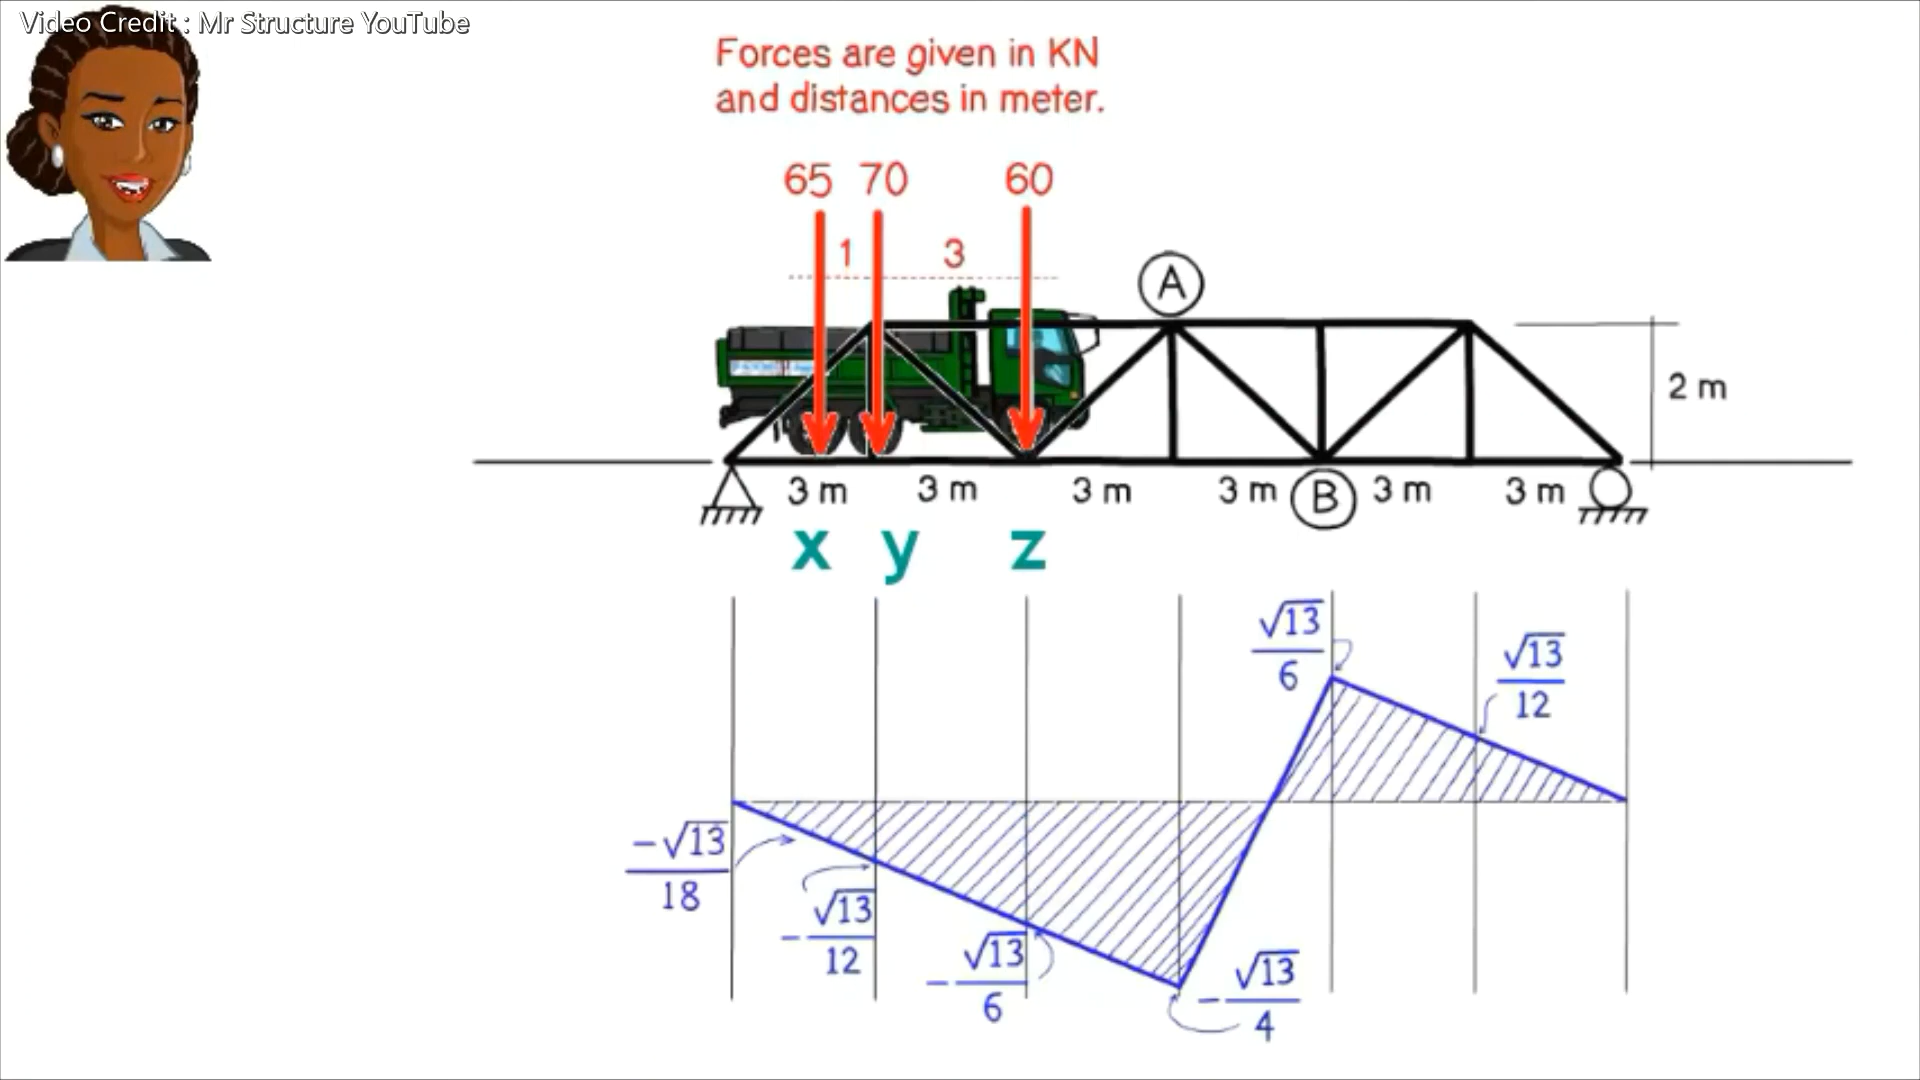 Video Credit : Mr Structure YouTube
Forces are given in KN
and distances in meter.
65 70 60
1 3
A
2 m
3 m 3 m 3 m 3 m B 3 m 3 m
x y z
√13
6
√13
12
-√13
18
-√13
12
-√13
6
-√13
4